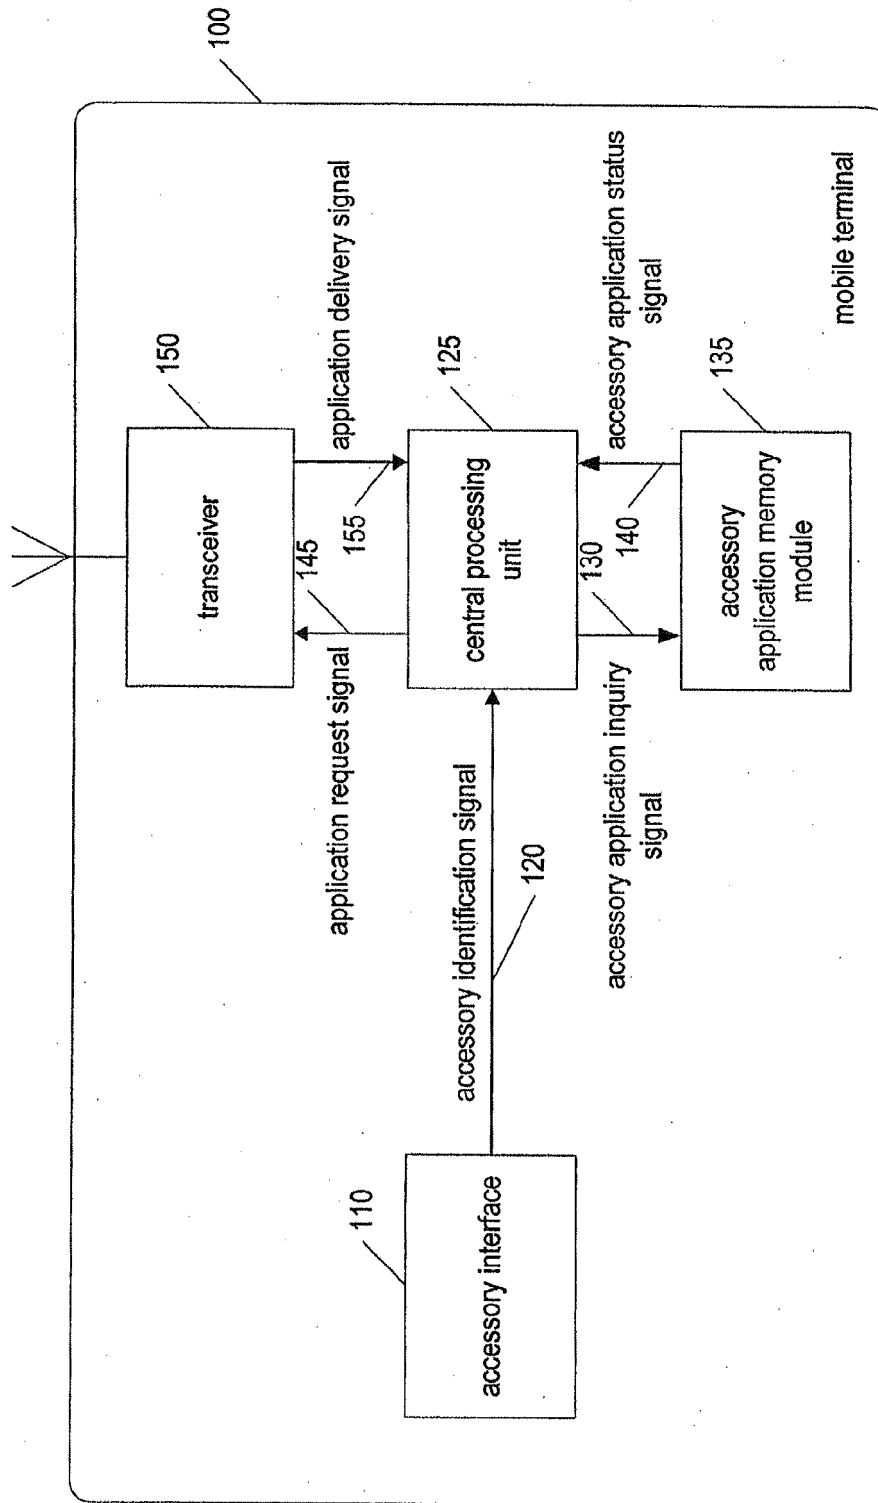 100
150
transceiver
application delivery signal
155
145
application request signal
125
central processing
unit
accessory identification signal
120
110
accessory interface
130
accessory application inquiry
signal
140
accessory application status
signal
135
accessory
application memory
module
mobile terminal